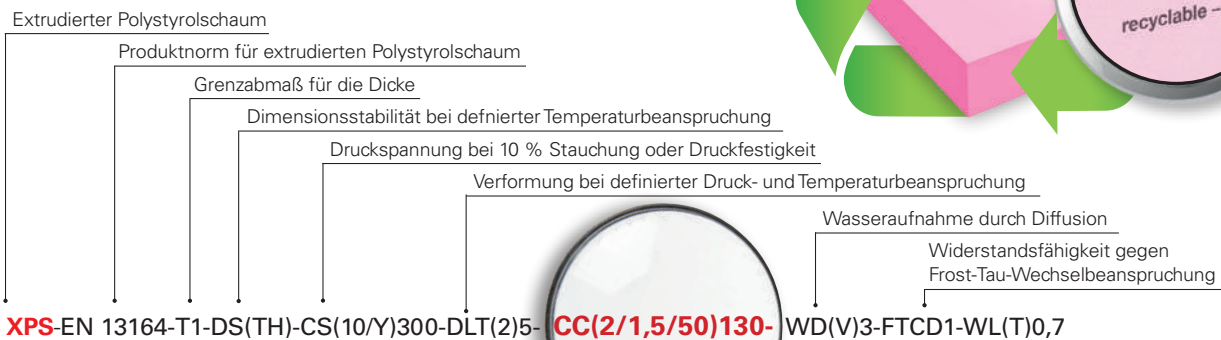 Extrudierter Polystyrolschaum
recyclable –
Produktnorm für extrudierten Polystyrolschaum
Grenzabmaß für die Dicke
Dimensionsstabilität bei defnierter Temperaturbeanspruchung
Druckspannung bei 10 % Stauchung oder Druckfestigkeit
Verformung bei definierter Druck- und Temperaturbeanspruchung
Wasseraufnahme durch Diffusion
Widerstandsfähigkeit gegen
Frost-Tau-Wechselbeanspruchung
XPS-EN 13164-T1-DS(TH)-CS(10/Y)300-DLT(2)5- CC(2/1,5/50)130- WD(V)3-FTCD1-WL(T)0,7